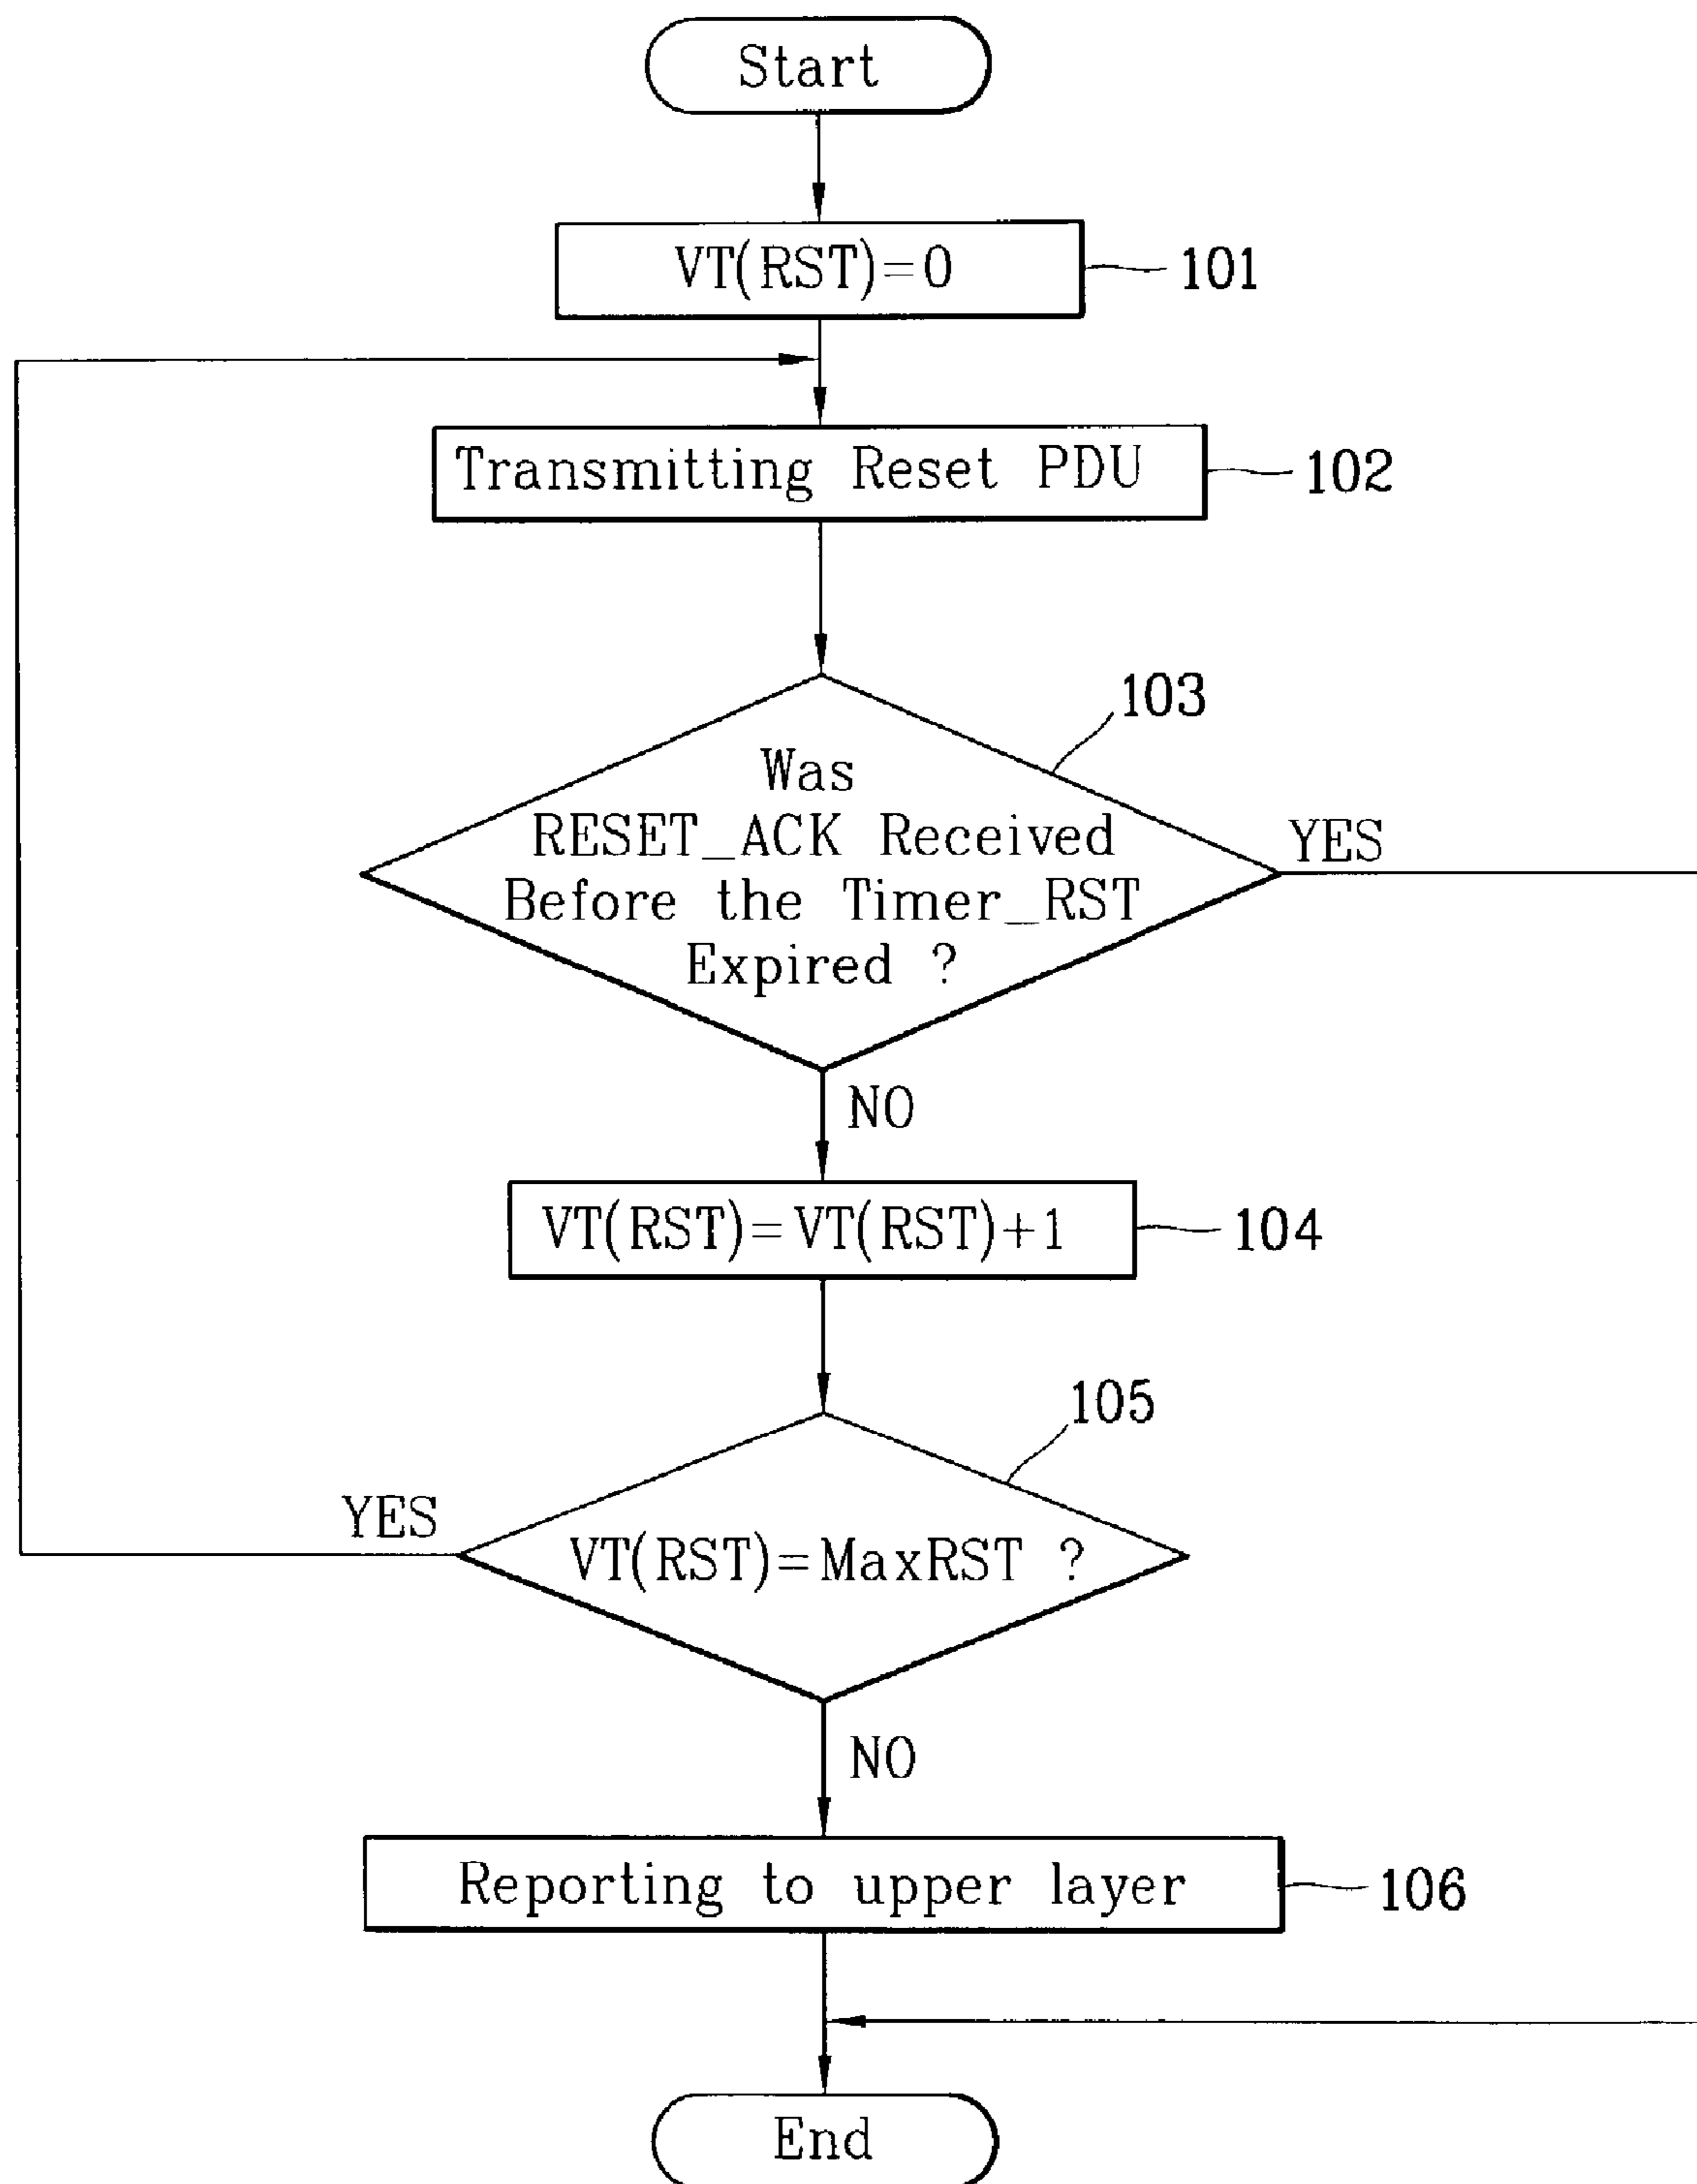 Start
VT(RST)=0
101
Transmitting Reset PDU
102
103
Was
RESET_ACK Received
Before the Timer_RST
Expired ?
YES
NO
VT(RST)=VT(RST)+1
104
105
YES
VT(RST)=MaxRST ?
NO
Reporting to upper layer
106
End